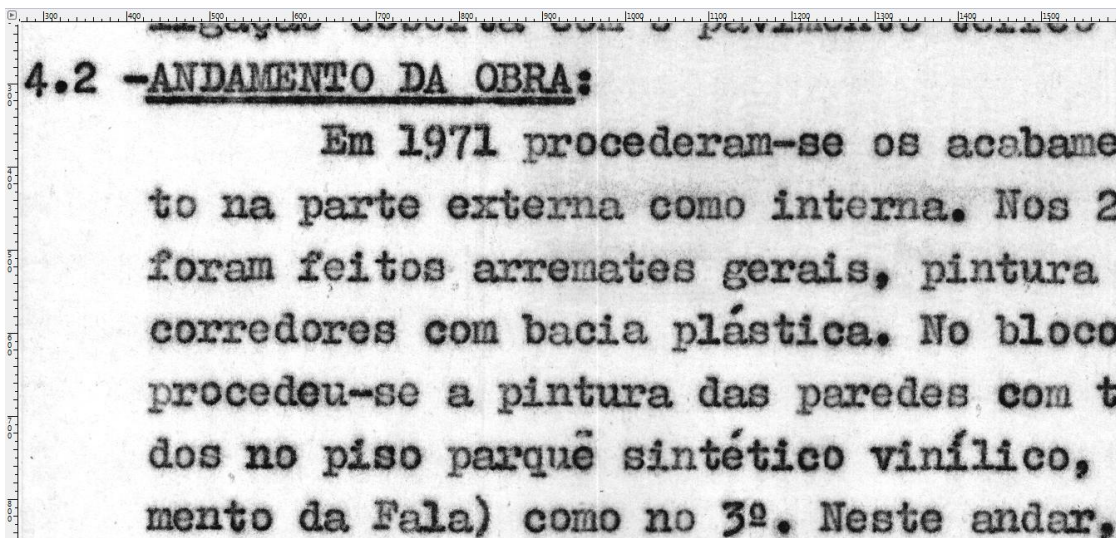 4.2 -ANDAMENTO DA OBRA:
Em 1971 procederam-se os acabame
to na parte externa como interna. Nos 2
foram feitos arremates gerais, pintura
corredores com bacia plástica. No bloco
procedeu-se a pintura das paredes com t
dos no piso parquê sintético vinílico,
mento da Fala) como no 3º. Neste andar,